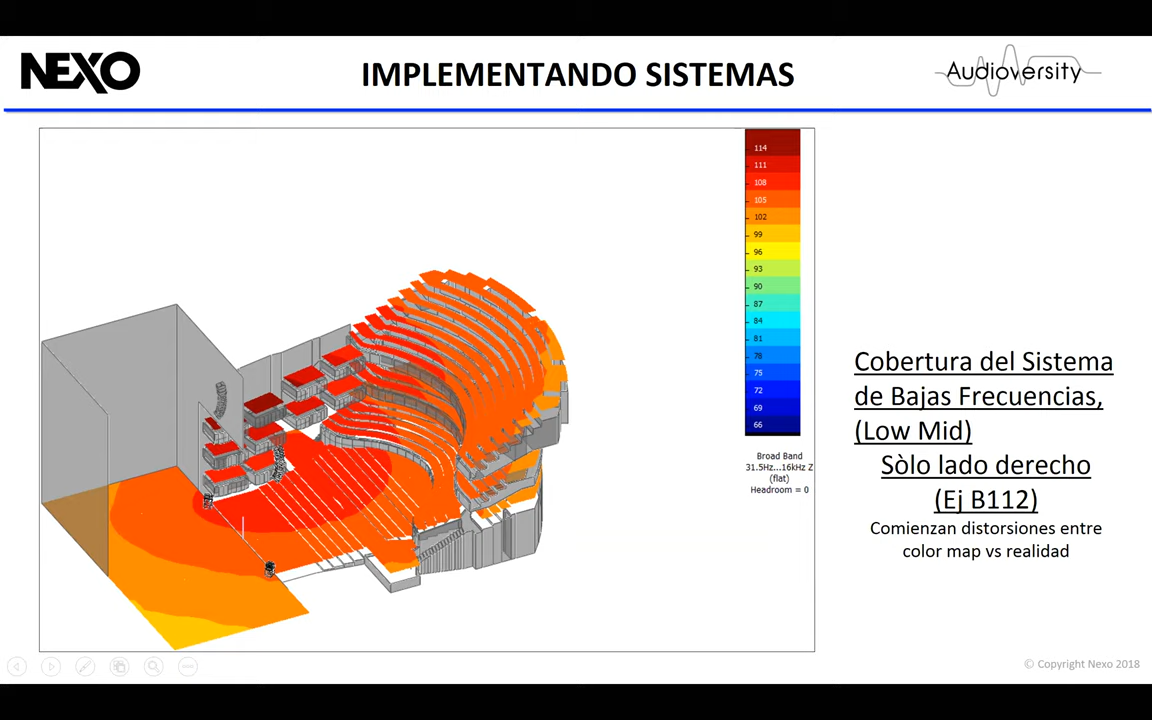 NEXO
IMPLEMENTANDO SISTEMAS
Audioversity
114
111
108
105
102
99
96
93
90
87
84
81
78
75
72
69
66
Broad Band
31.5Hz...16kHz Z
(flat)
Headroom = 0
Cobertura del Sistema
de Bajas Frecuencias,
(Low Mid)
Sòlo lado derecho
(Ej B112)
Comienzan distorsiones entre
color map vs realidad
© Copyright Nexo 2018